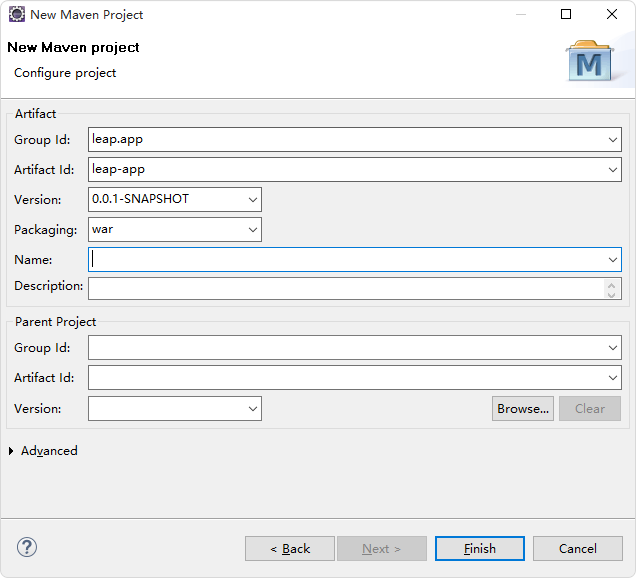 New Maven Project
New Maven project
Configure project
M
Artifact
Group Id: leap.app
Artifact Id: leap-app
Version: 0.0.1-SNAPSHOT
Packaging: war
Name:
Description:
Parent Project
Group Id:
Artifact Id:
Version:
Browse... Clear
Advanced
? < Back Next > Finish Cancel